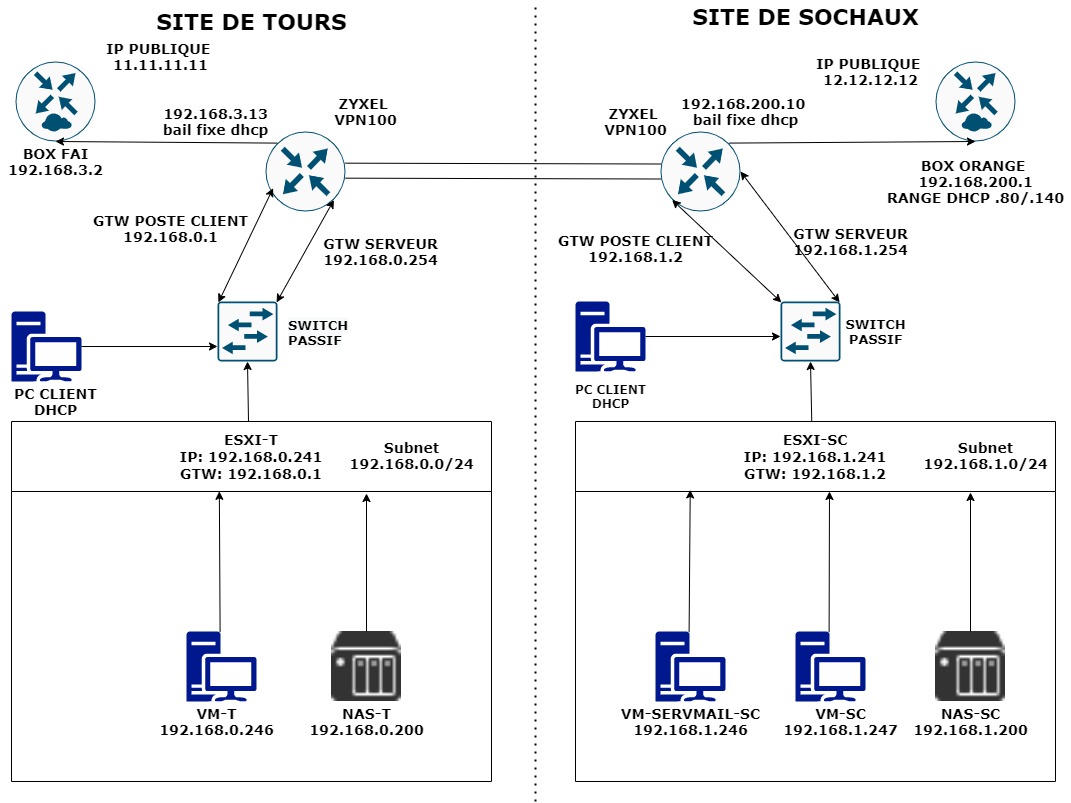 SITE DE TOURS
IP PUBLIQUE
11.11.11.11
BOX FAI
192.168.3.2
192.168.3.13
bail fixe dhcp
ZYXEL
VPN100
GTW POSTE CLIENT
192.168.0.1
GTW SERVEUR
192.168.0.254
SWITCH
PASSIF
PC CLIENT
DHCP
ESXI-T
IP: 192.168.0.241
GTW: 192.168.0.1
Subnet
192.168.0.0/24
VM-T
192.168.0.246
NAS-T
192.168.0.200
SITE DE SOCHAUX
ZYXEL
VPN100
192.168.200.10
bail fixe dhcp
IP PUBLIQUE
12.12.12.12
BOX ORANGE
192.168.200.1
RANGE DHCP .80/.140
GTW POSTE CLIENT
192.168.1.2
GTW SERVEUR
192.168.1.254
SWITCH
PASSIF
PC CLIENT
DHCP
ESXI-SC
IP: 192.168.1.241
GTW: 192.168.1.2
Subnet
192.168.1.0/24
VM-SERVMAIL-SC
192.168.1.246
VM-SC
192.168.1.247
NAS-SC
192.168.1.200